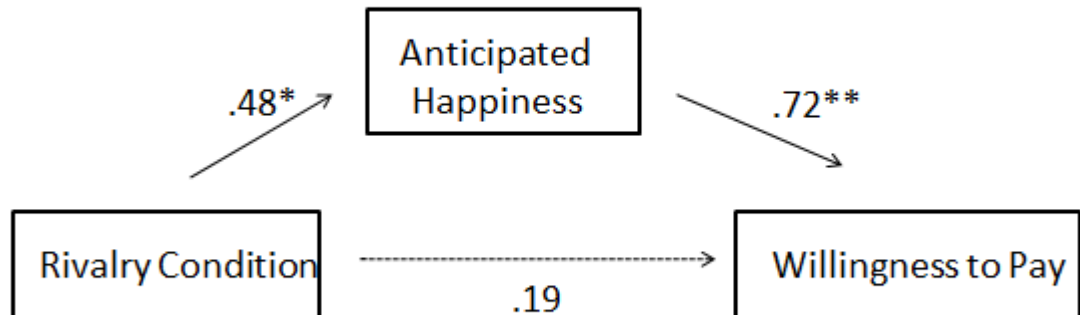 Anticipated
Happiness
.48*
.72**
Rivalry Condition
Willingness to Pay
.19